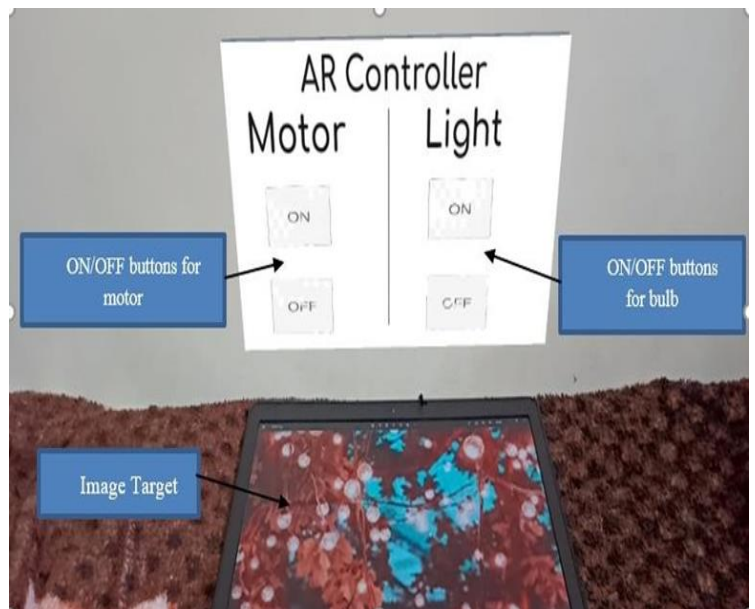 AR Controller
Motor
Light
ON
ON
OFF
OFF
ON/OFF buttons for
motor
ON/OFF buttons
for bulb
Image Target